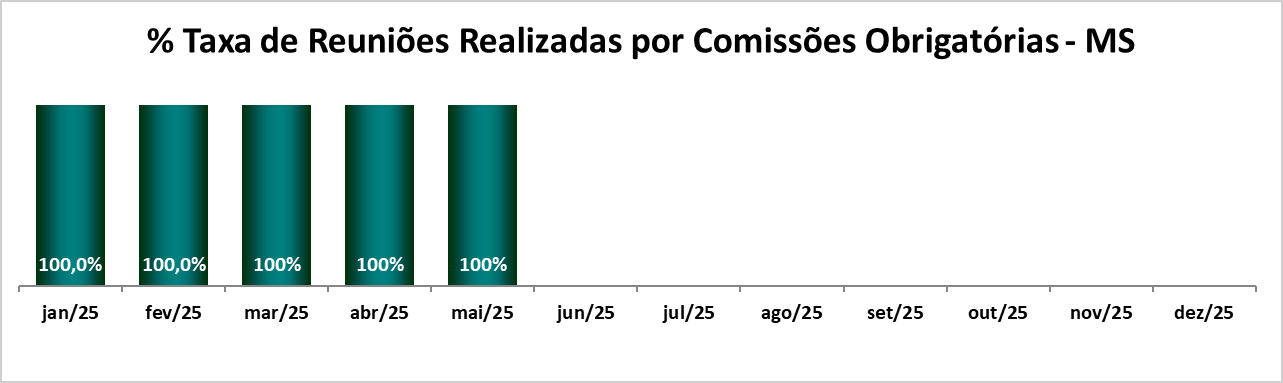 % Taxa de Reuniões Realizadas por Comissões Obrigatórias - MS
100,0% 100,0% 100% 100% 100%
jan/25 fev/25 mar/25 abr/25 mai/25 jun/25 jul/25 ago/25 set/25 out/25 nov/25 dez/25